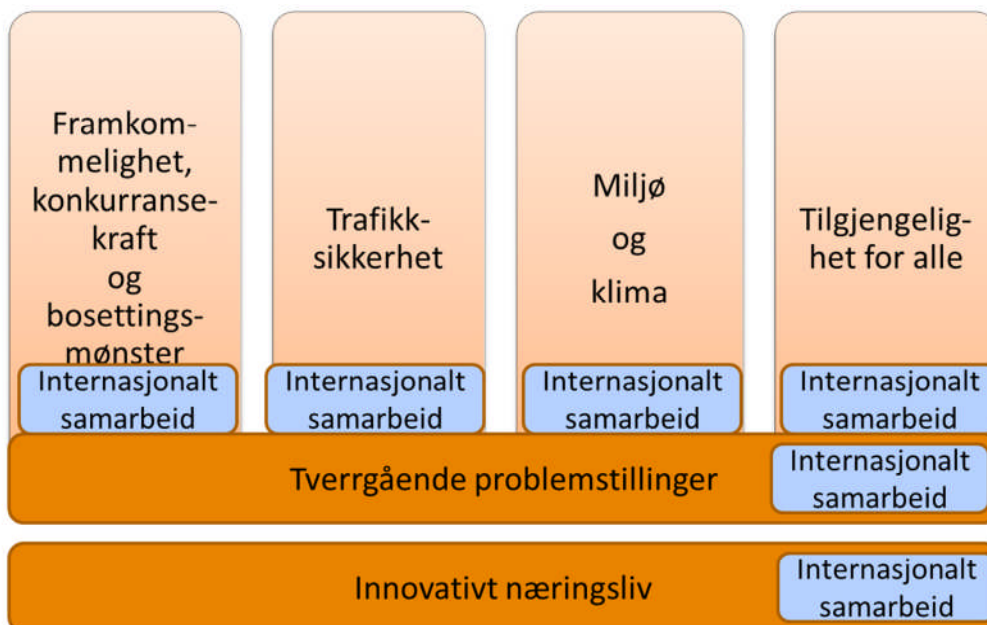 Framkom-
melighet,
konkurranse-
kraft
og
bosettings-
mønster
Internasjonalt
samarbeid
Trafikk-
sikkerhet
Internasjonalt
samarbeid
Miljø
og
klima
Internasjonalt
samarbeid
Tilgjengelig-
het for alle
Internasjonalt
samarbeid
Tverrgående problemstillinger
Internasjonalt
samarbeid
Innovativt næringsliv
Internasjonalt
samarbeid